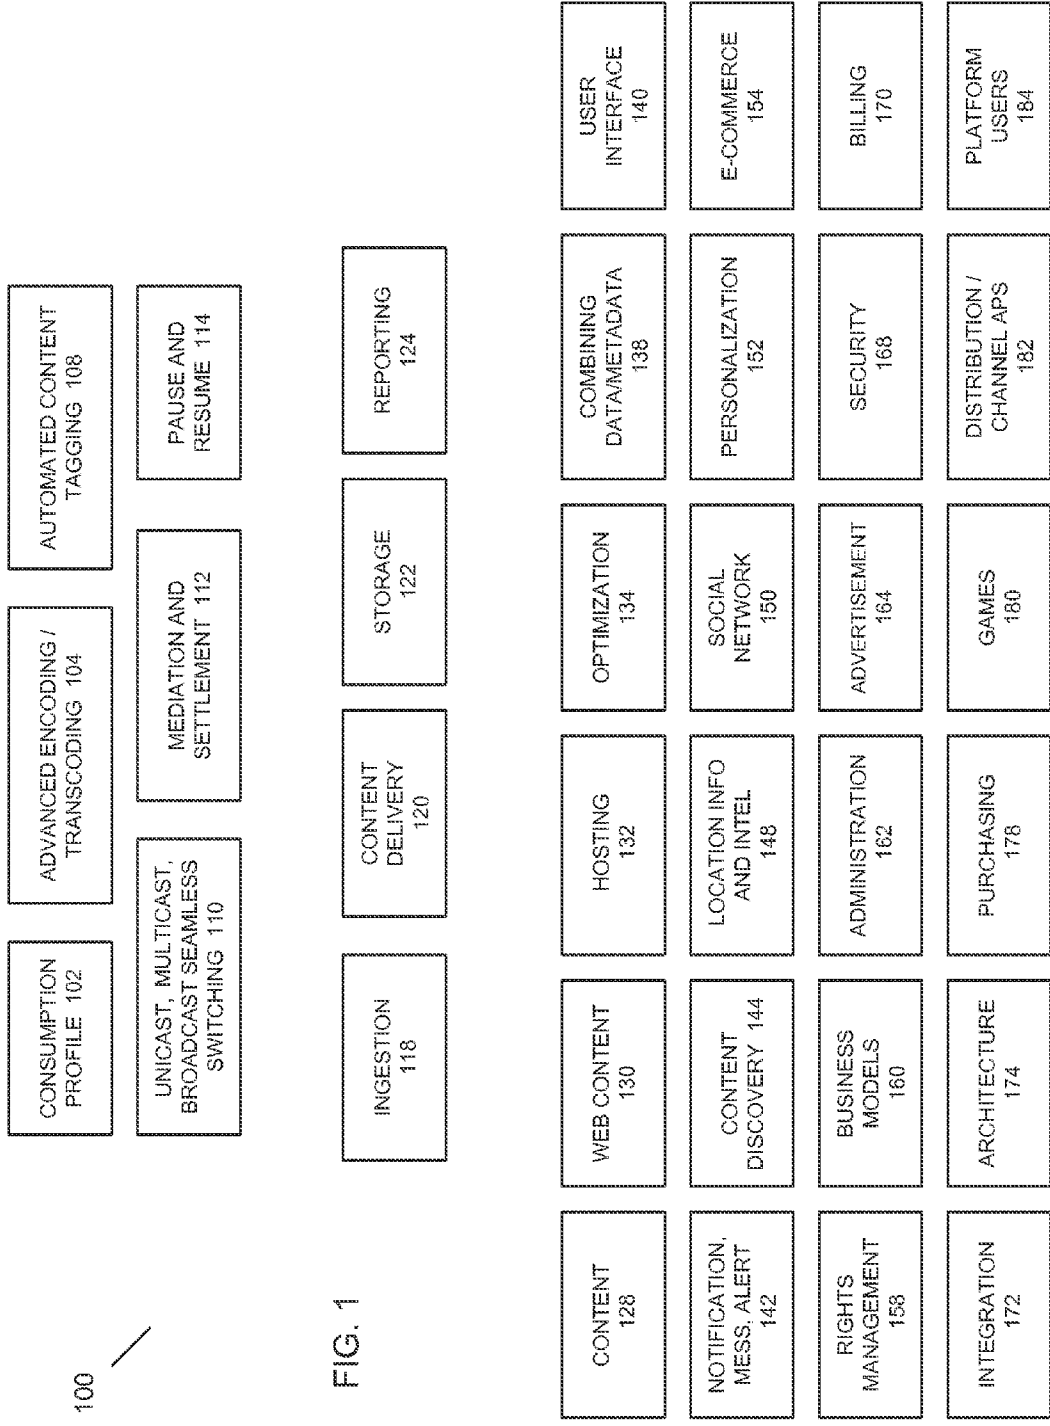 100
CONSUMPTION
PROFILE 102
ADVANCED ENCODING /
TRANSCODING 104
AUTOMATED CONTENT
TAGGING 108
UNICAST, MULTICAST,
BROADCAST SEAMLESS
SWITCHING 110
MEDIATION AND
SETTLEMENT 112
PAUSE AND
RESUME 114
FIG. 1
INGESTION
118
CONTENT
DELIVERY
120
STORAGE
122
REPORTING
124
CONTENT
128
WEB CONTENT
130
HOSTING
132
OPTIMIZATION
134
COMBINING
DATA/METADATA
138
USER
INTERFACE
140
NOTIFICATION,
MESS, ALERT
142
CONTENT
DISCOVERY 144
LOCATION INFO
AND INTEL
148
SOCIAL
NETWORK
150
PERSONALIZATION
152
E-COMMERCE
154
RIGHTS
MANAGEMENT
158
BUSINESS
MODELS
160
ADMINISTRATION
162
ADVERTISEMENT
164
SECURITY
168
BILLING
170
INTEGRATION
172
ARCHITECTURE
174
PURCHASING
178
GAMES
180
DISTRIBUTION /
CHANNEL APS
182
PLATFORM
USERS
184